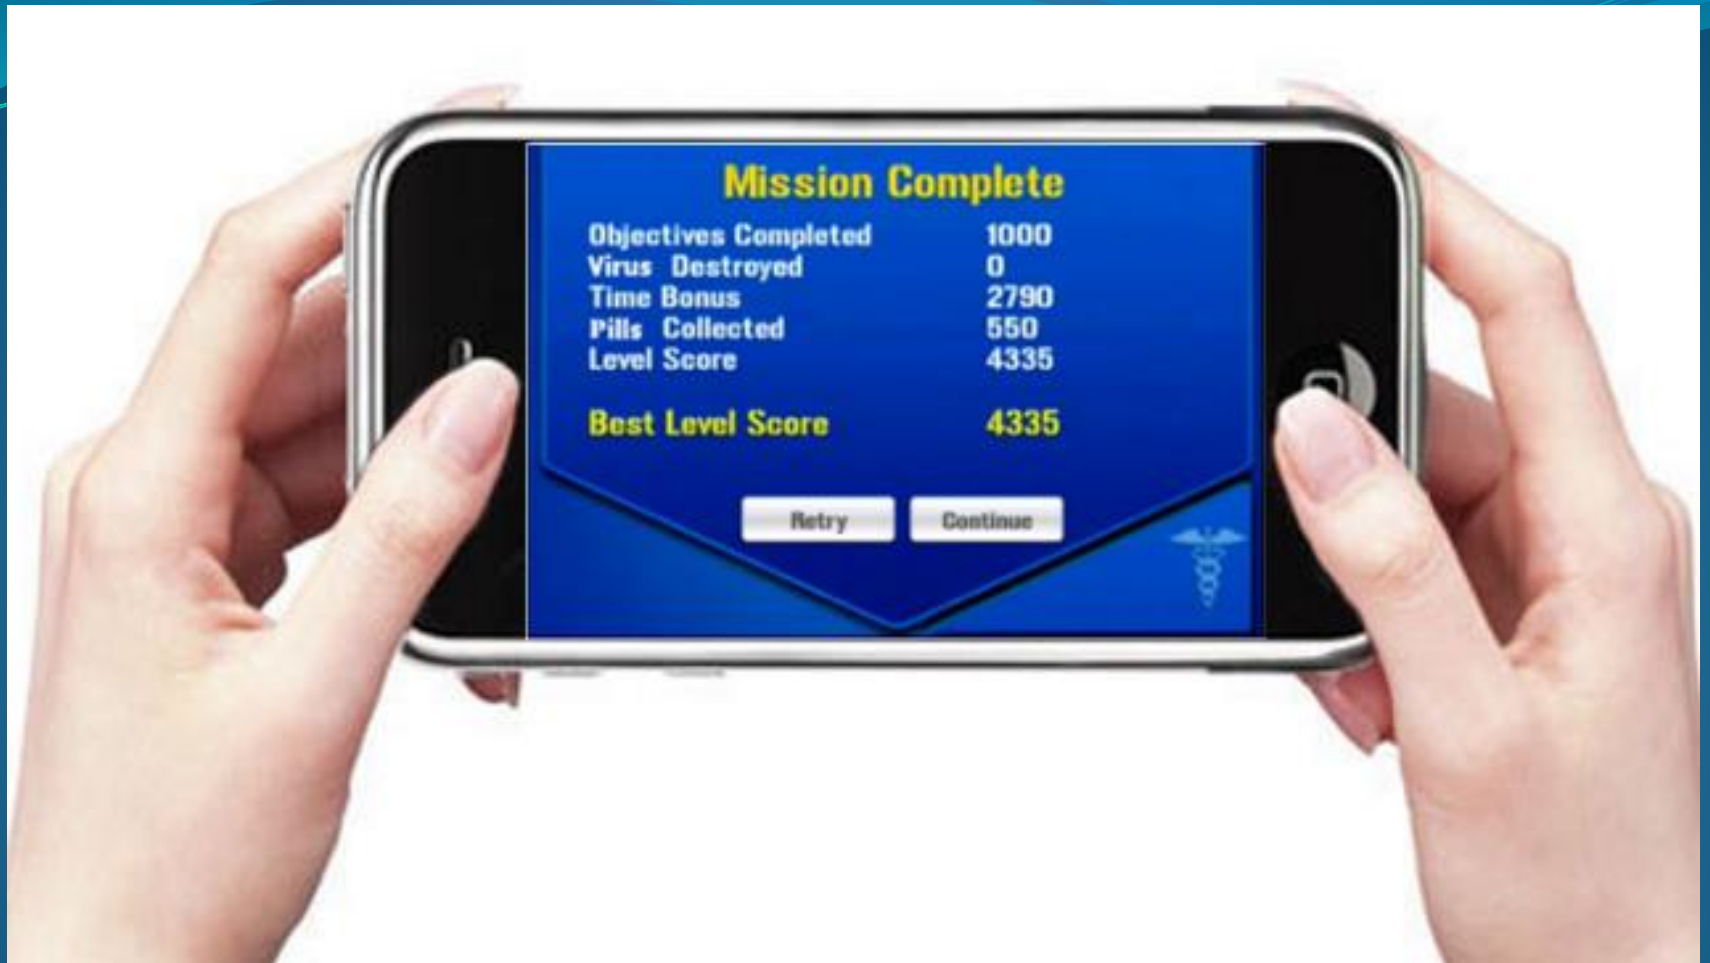 Mission Complete
Objectives Completed 1000
Virus Destroyed 0
Time Bonus 2790
Pills Collected 550
Level Score 4335
Best Level Score 4335
Retry Continue